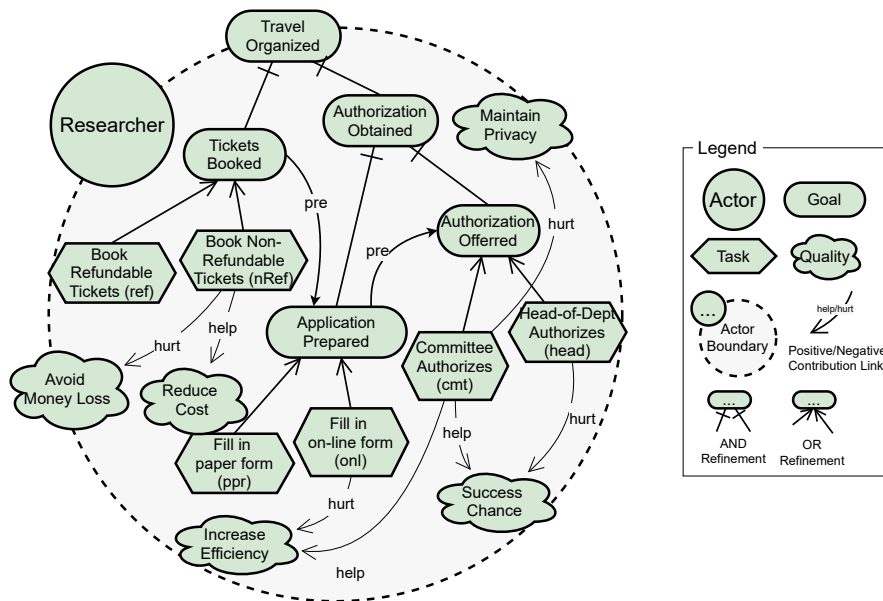 Travel
Organized
Researcher
Authorization
Obtained
Maintain
Privacy
Tickets
Booked
pre
Authorization
Offerred
hurt
pre
Book
Refundable
Tickets (ref)
Book Non-
Refundable
Tickets (nRef)
Application
Prepared
Head-of-Dept
Authorizes
(head)
Committee
Authorizes
(cmt)
hurt
help
Avoid
Money Loss
Reduce
Cost
Fill in
paper form
(ppr)
Fill in
on-line form
(onl)
help
hurt
Success
Chance
hurt
Increase
Efficiency
help
Legend
Actor
Goal
Task
Quality
...
Actor
Boundary
help/hurt
Positive/Negative
Contribution Link
...
AND
Refinement
...
OR
Refinement